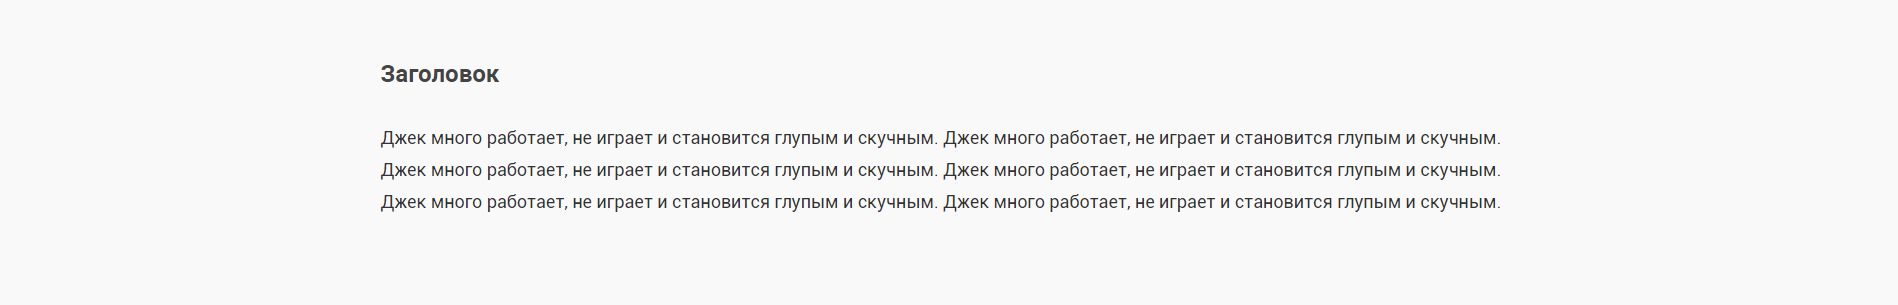 Заголовок
Джек много работает, не играет и становится глупым и скучным. Джек много работает, не играет и становится глупым и скучным.
Джек много работает, не играет и становится глупым и скучным. Джек много работает, не играет и становится глупым и скучным.
Джек много работает, не играет и становится глупым и скучным. Джек много работает, не играет и становится глупым и скучным.